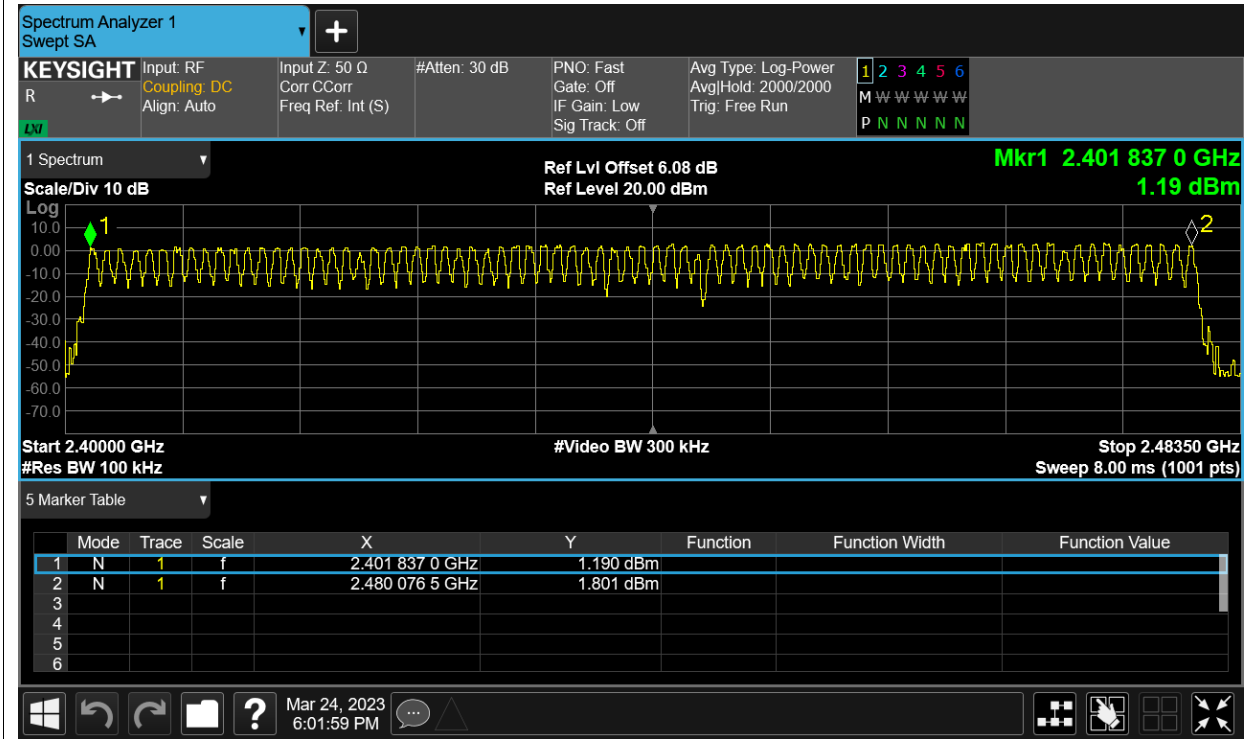 Spectrum Analyzer 1
Swept SA
+
KEYSIGHT Input: RF Input Z: 50 Ω #Atten: 30 dB PNO: Fast Avg Type: Log-Power 1 2 3 4 5 6
R Coupling: DC Corr CCorr Gate: Off Avg|Hold: 2000/2000 M W W W W W W
Align: Auto Freq Ref: Int (S) IF Gain: Low Trig: Free Run
LXI Sig Track: Off P N N N N N N
1 Spectrum Ref Lvl Offset 6.08 dB Mkr1 2.401 837 0 GHz
Scale/Div 10 dB Ref Level 20.00 dBm 1.19 dBm
Log
1 2
10.0
0.00
-10.0
-20.0
-30.0
-40.0
-50.0
-60.0
-70.0
Start 2.40000 GHz #Video BW 300 kHz Stop 2.48350 GHz
#Res BW 100 kHz Sweep 8.00 ms (1001 pts)
5 Marker Table
Mode Trace Scale X Y Function Function Width Function Value
1 N 1 f 2.401 837 0 GHz 1.190 dBm
2 N 1 f 2.480 076 5 GHz 1.801 dBm
3
4
5
6
? Mar 24, 2023
6:01:59 PM